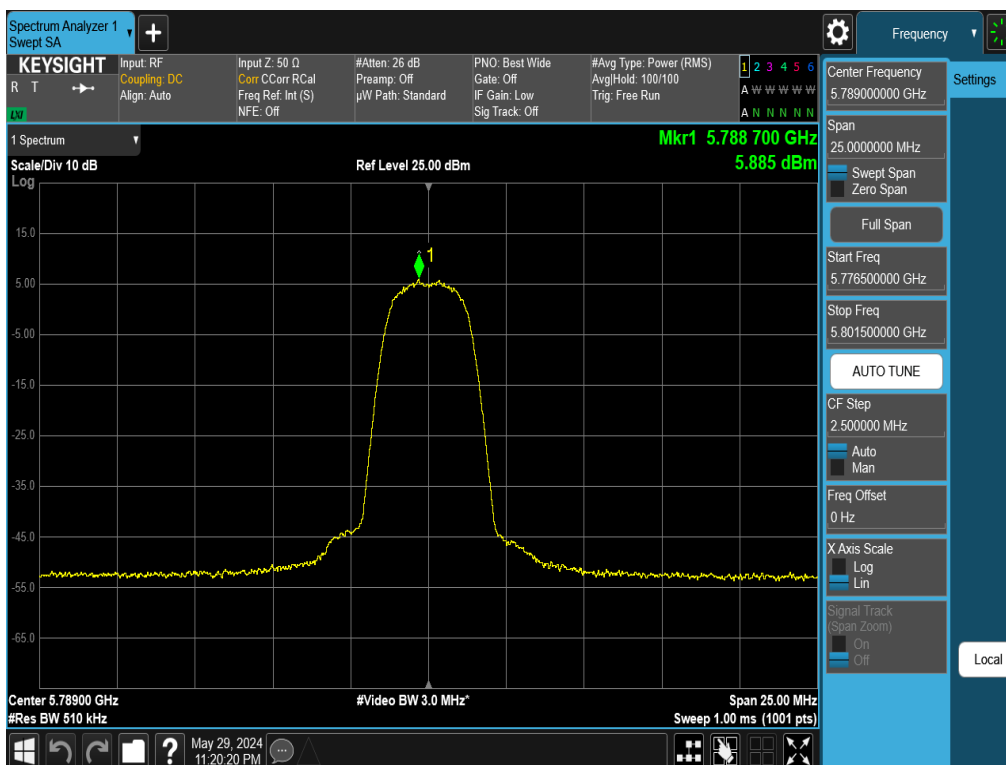 Spectrum Analyzer 1
Swept SA
Frequency
KEYSIGHT
R T
LXI
Input: RF
Coupling: DC
Align: Auto
Input Z: 50 Ω
Corr CCorr RCal
Freq Ref: Int (S)
NFE: Off
#Atten: 26 dB
Preamp: Off
µW Path: Standard
PNO: Best Wide
Gate: Off
IF Gain: Low
Sig Track: Off
#Avg Type: Power (RMS)
Avg|Hold: 100/100
Trig: Free Run
1 2 3 4 5 6
A W W W W W
A N N N N N
1 Spectrum
Scale/Div 10 dB
Log
Ref Level 25.00 dBm
Mkr1 5.788 700 GHz
5.885 dBm
1
15.0
5.00
-5.00
-15.0
-25.0
-35.0
-45.0
-55.0
-65.0
Center 5.78900 GHz
#Res BW 510 kHz
#Video BW 3.0 MHz*
Span 25.00 MHz
Sweep 1.00 ms (1001 pts)
Center Frequency
5.789000000 GHz
Settings
Span
25.0000000 MHz
Swept Span
Zero Span
Full Span
Start Freq
5.776500000 GHz
Stop Freq
5.801500000 GHz
AUTO TUNE
CF Step
2.500000 MHz
Auto
Man
Freq Offset
0 Hz
X Axis Scale
Log
Lin
Signal Track
(Span Zoom)
On
Off
Local
?
May 29, 2024
11:20:20 PM